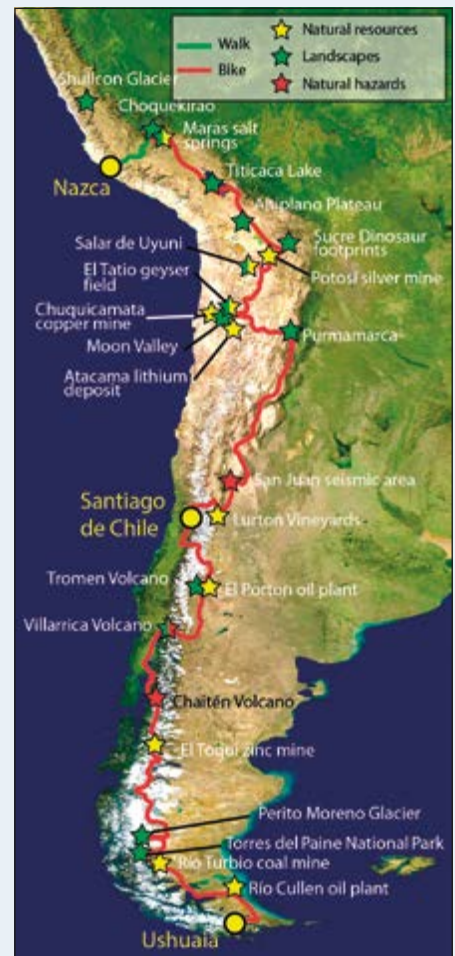 Walk
Bike
Natural resources
Landscapes
Natural hazards
Shullcon Glacier
Choquekirao
Maras salt
springs
Nazca
Titicaca Lake
Altiplano Plateau
Salar de Uyuni
Sucre Dinosaur
footprints
El Tatio geyser
field
Potosí silver mine
Chuquicamata
copper mine
Moon Valley
Purmamarca
Atacama lithium
deposit
San Juan seismic area
Santiago
de Chile
Lurton Vineyards
Tromen Volcano
El Porton oil plant
Villarrica Volcano
Chaitén Volcano
El Toqui zinc mine
Perito Moreno Glacier
Torres del Paine National Park
Río Turbio coal mine
Río Cullen oil plant
Ushuaia